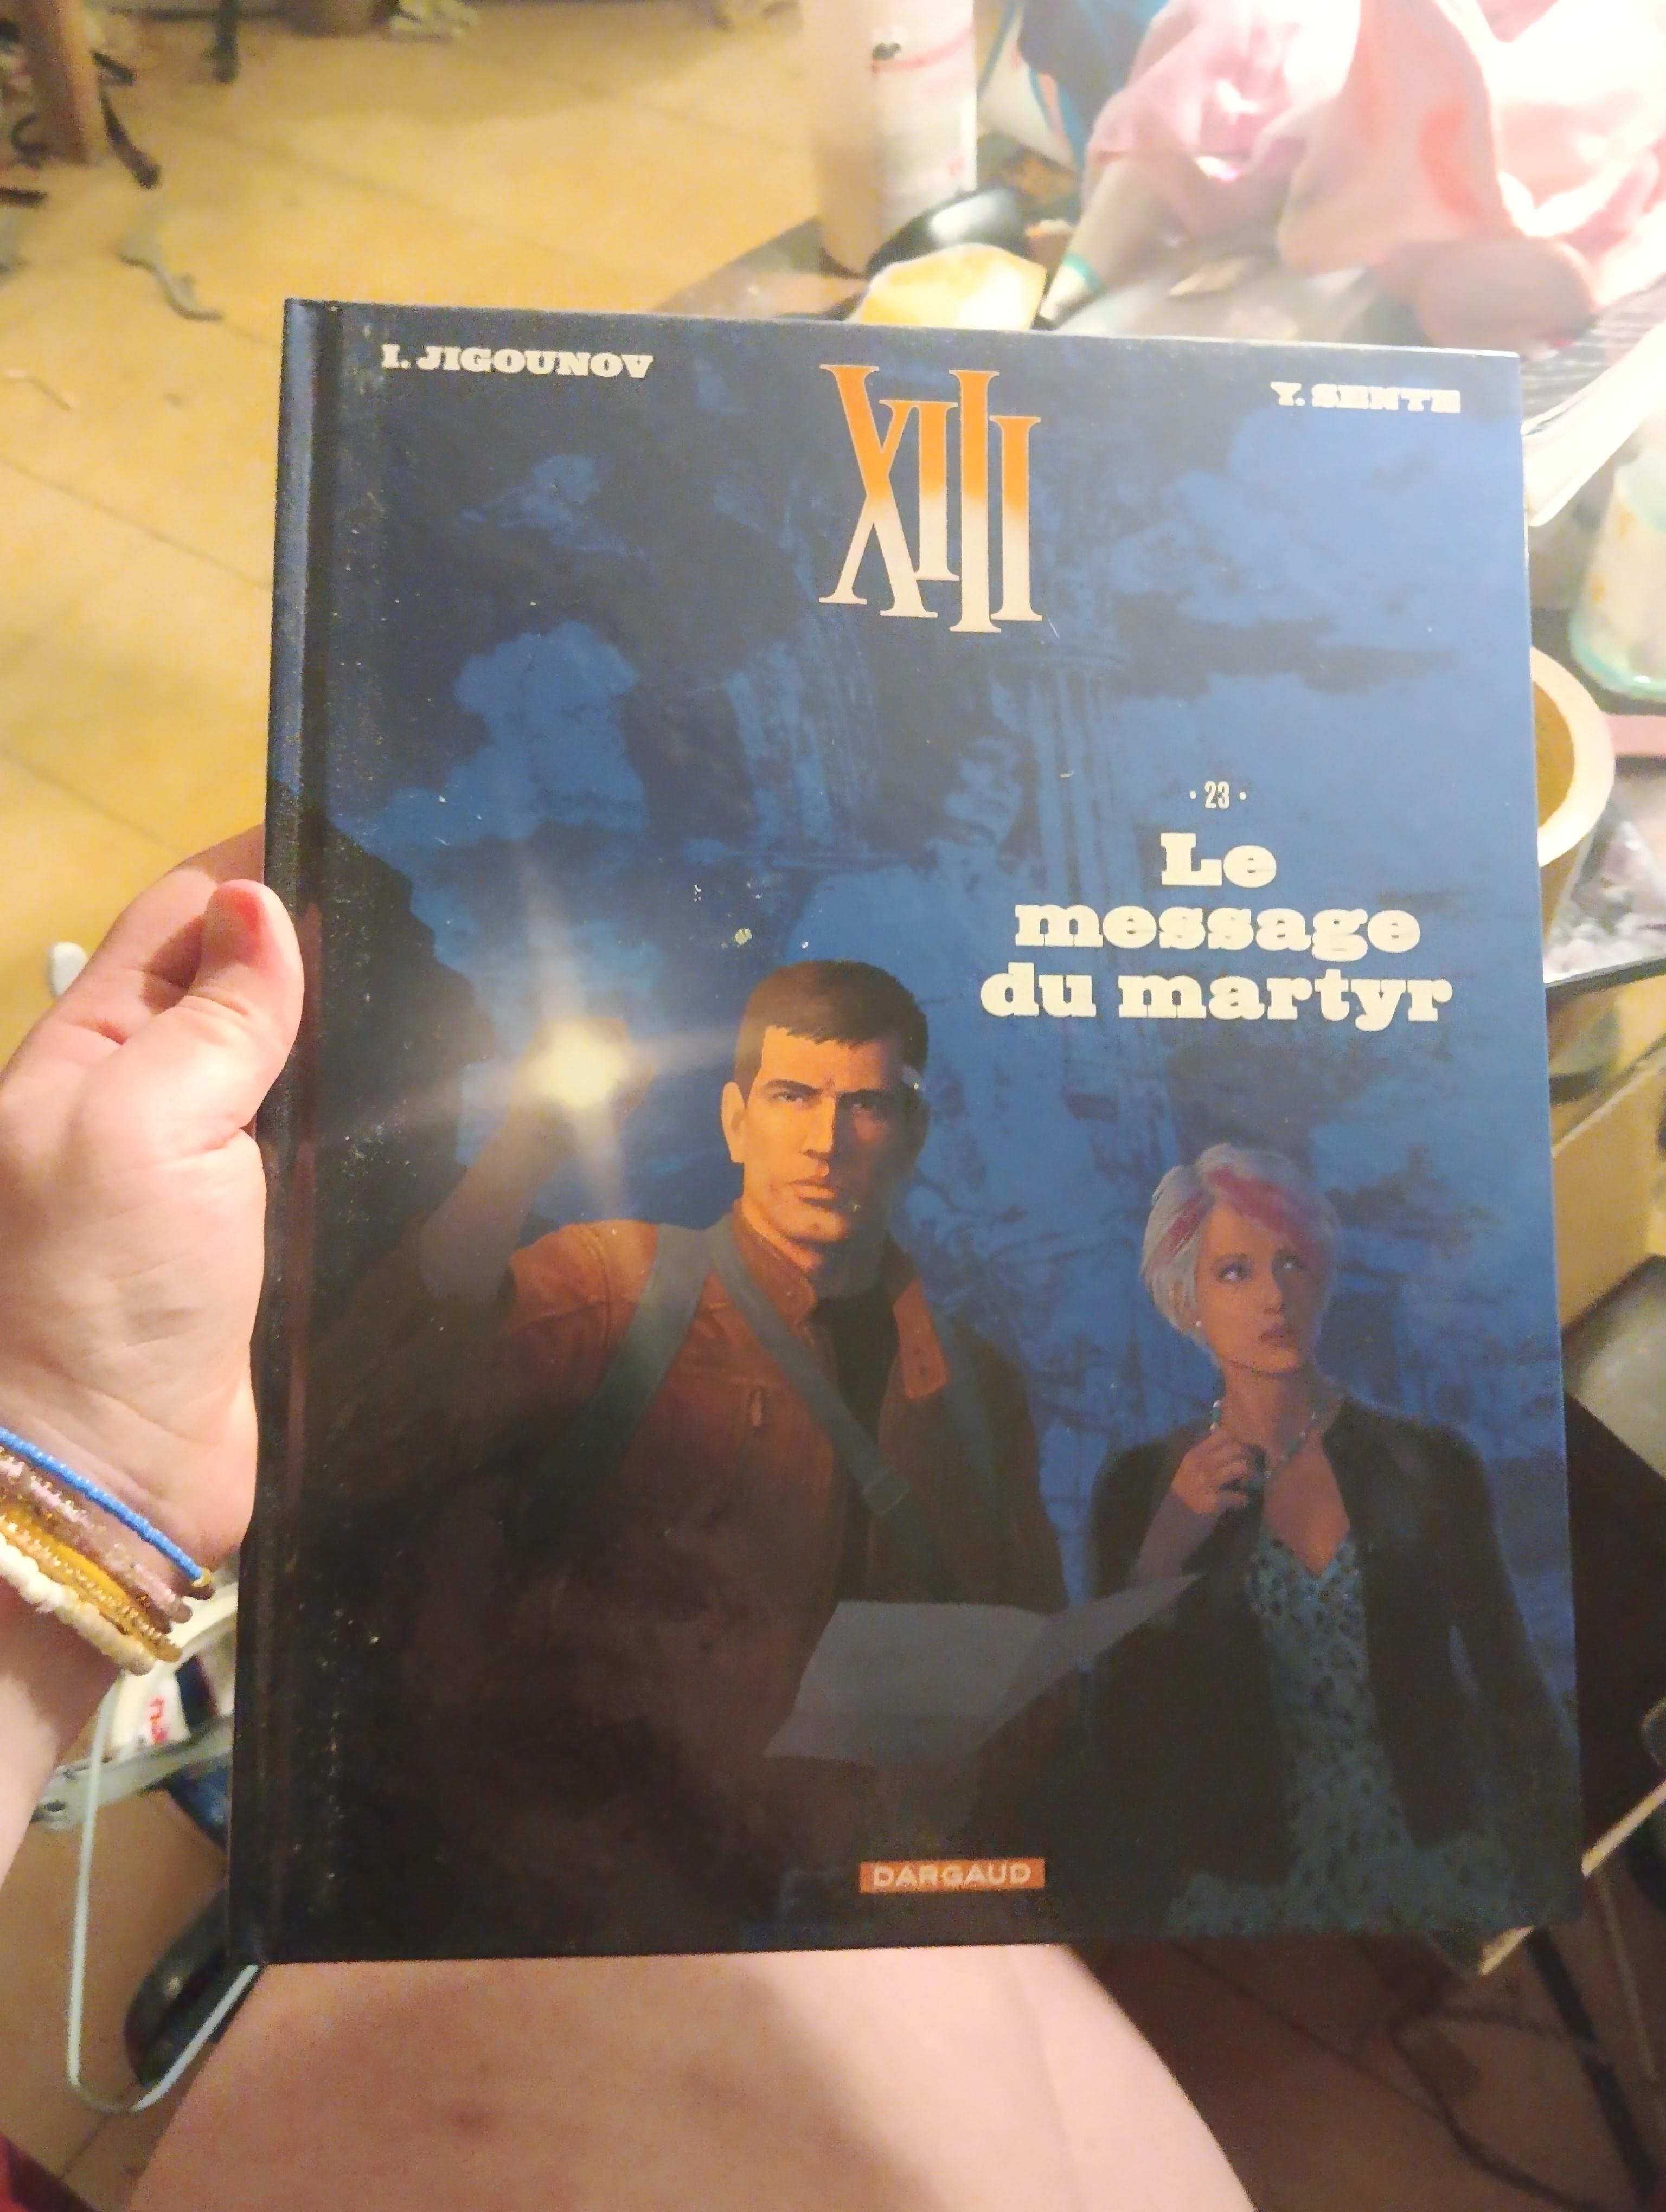 I. JIGOUNOV
XIII
Y. SENTE
• 23 •
Le
message
du martyr
DARGAUD